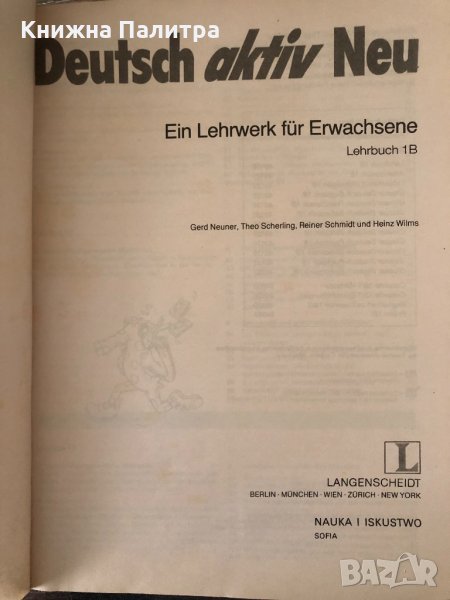 Книжна Палитра
Deutsch aktiv Neu
Ein Lehrwerk für Erwachsene
Lehrbuch 1B
Gerd Neuner, Theo Scherling, Reiner Schmidt und Heinz Wilms
L
LANGENSCHEIDT
BERLIN · MÜNCHEN · WIEN · ZÜRICH · NEW YORK
NAUKA I ISKUSTWO
SOFIA
BAZAR